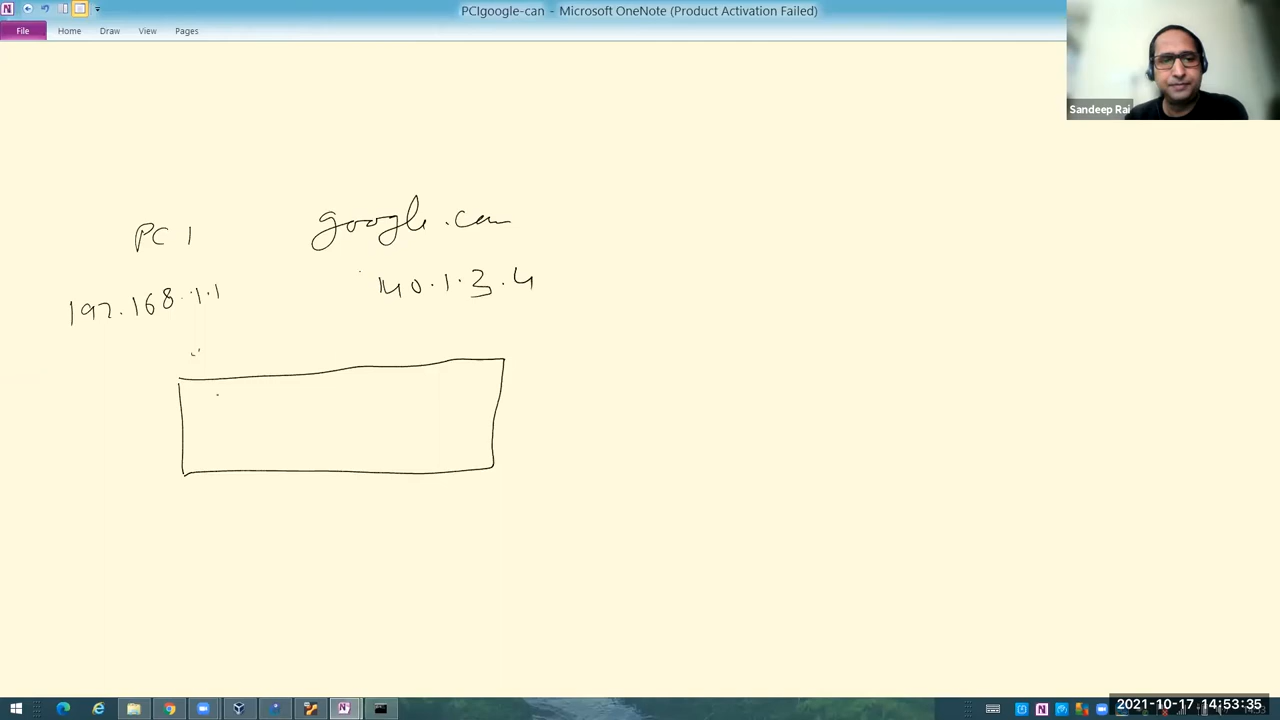 PCIgoogle-can - Microsoft OneNote (Product Activation Failed)
File Home Draw View Pages
Sandeep Rai
PC 1 google.com
192.168.1.1 140.1.3.4
2021-10-17 14:53:35